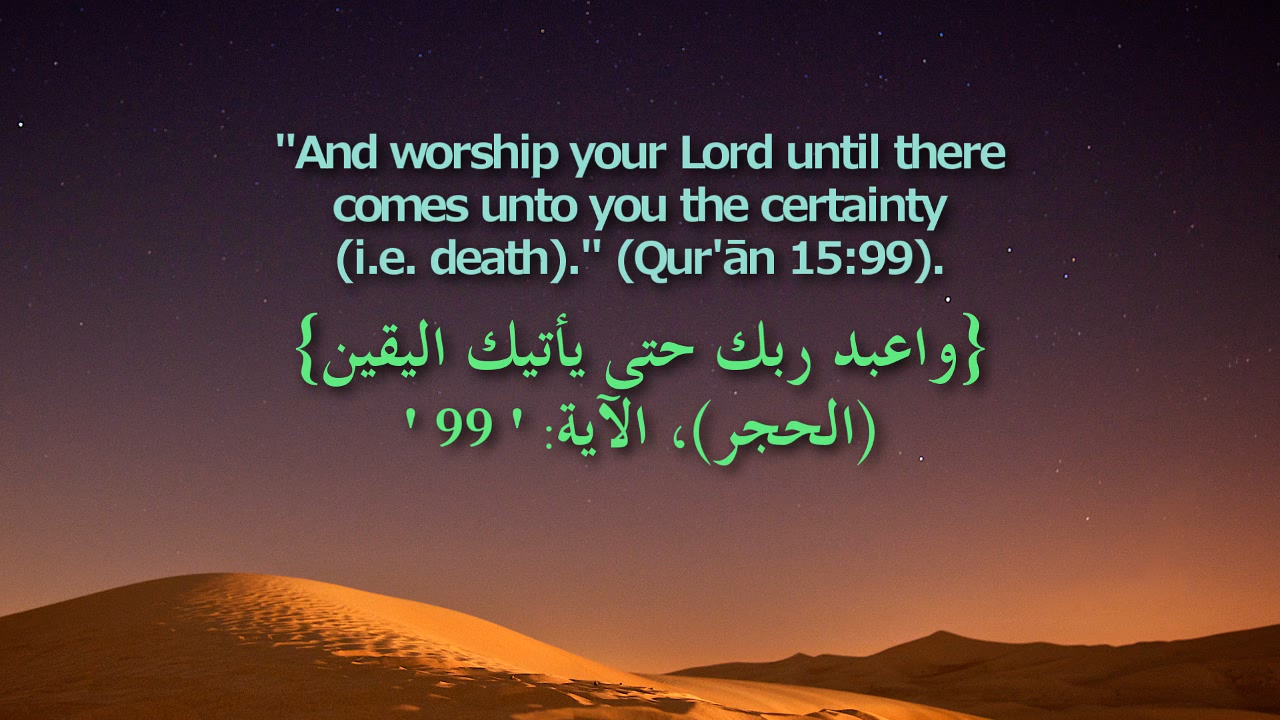 "And worship your Lord until there
comes unto you the certainty
(i.e. death)." (Qur'ān 15:99).
{واعبد ربك حتى يأتيك اليقين}
(الحجر)، الآية: ' 99 '